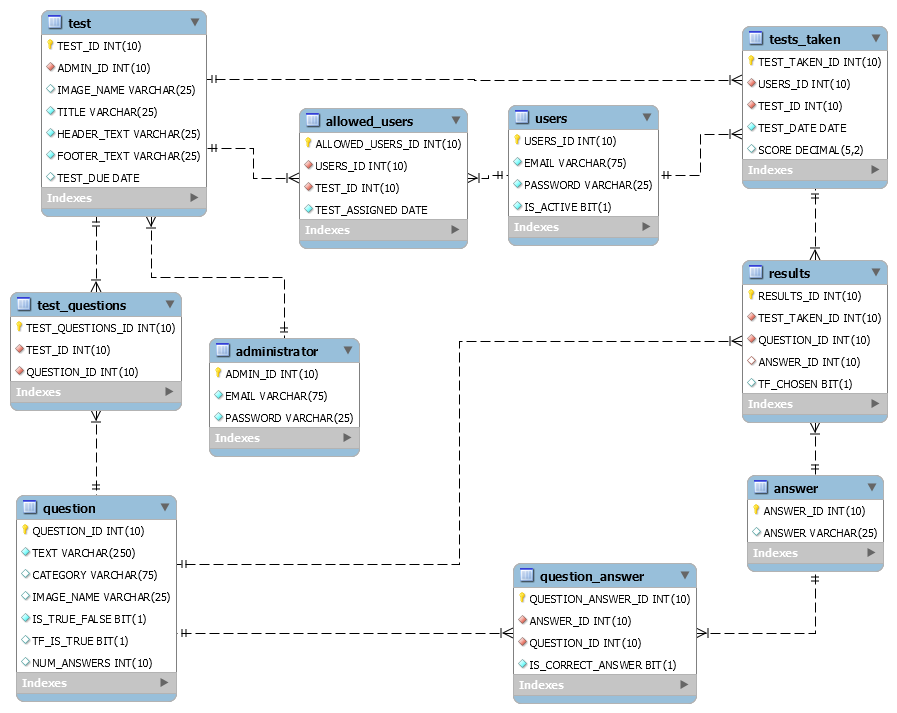 test
TEST_ID INT(10)
ADMIN_ID INT(10)
IMAGE_NAME VARCHAR(25)
TITLE VARCHAR(25)
HEADER_TEXT VARCHAR(25)
FOOTER_TEXT VARCHAR(25)
TEST_DUE DATE
Indexes
allowed_users
ALLOWED_USERS_ID INT(10)
USERS_ID INT(10)
TEST_ID INT(10)
TEST_ASSIGNED DATE
Indexes
users
USERS_ID INT(10)
EMAIL VARCHAR(75)
PASSWORD VARCHAR(25)
IS_ACTIVE BIT(1)
Indexes
tests_taken
TEST_TAKEN_ID INT(10)
USERS_ID INT(10)
TEST_ID INT(10)
TEST_DATE DATE
SCORE DECIMAL(5,2)
Indexes
test_questions
TEST_QUESTIONS_ID INT(10)
TEST_ID INT(10)
QUESTION_ID INT(10)
Indexes
administrator
ADMIN_ID INT(10)
EMAIL VARCHAR(75)
PASSWORD VARCHAR(25)
Indexes
results
RESULTS_ID INT(10)
TEST_TAKEN_ID INT(10)
QUESTION_ID INT(10)
ANSWER_ID INT(10)
TF_CHOSEN BIT(1)
Indexes
question
QUESTION_ID INT(10)
TEXT VARCHAR(250)
CATEGORY VARCHAR(75)
IMAGE_NAME VARCHAR(25)
IS_TRUE_FALSE BIT(1)
TF_IS_TRUE BIT(1)
NUM_ANSWERS INT(10)
Indexes
question_answer
QUESTION_ANSWER_ID INT(10)
ANSWER_ID INT(10)
QUESTION_ID INT(10)
IS_CORRECT_ANSWER BIT(1)
Indexes
answer
ANSWER_ID INT(10)
ANSWER VARCHAR(25)
Indexes